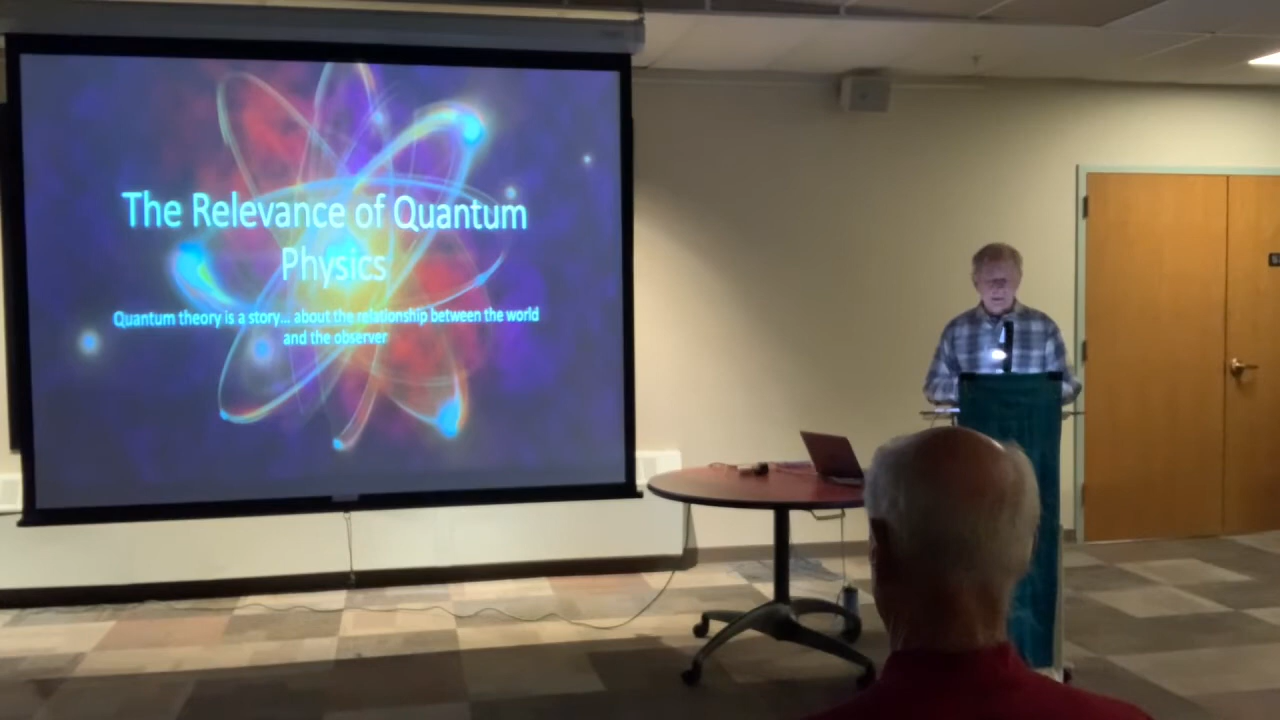 The Relevance of Quantum
Physics
Quantum theory is a story... about the relationship between the world
and the observer